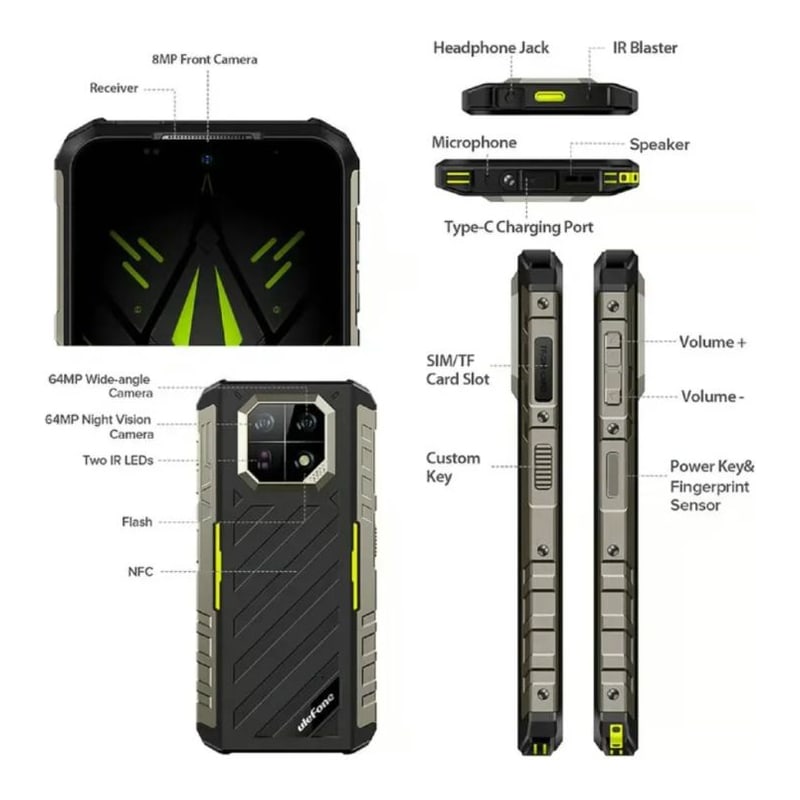 8MP Front Camera
Receiver
Headphone Jack
IR Blaster
Microphone
Speaker
Type-C Charging Port
64MP Wide-angle
Camera
64MP Night Vision
Camera
Two IR LEDs
Flash
NFC
ulefone
SIM/TF
Card Slot
Custom
Key
Volume +
Volume -
Power Key&
Fingerprint
Sensor